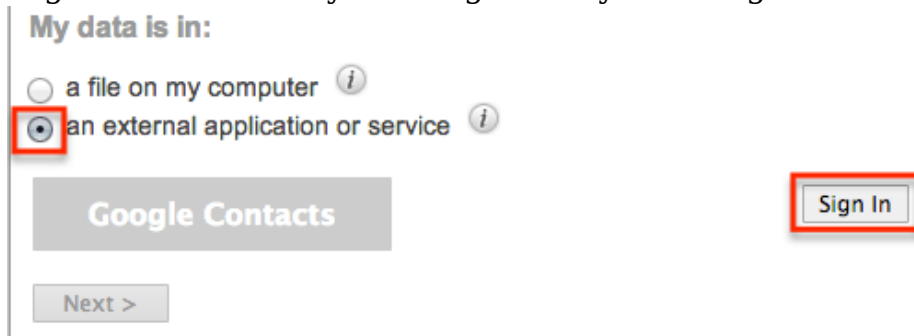 My data is in:
a file on my computer i
an external application or service i
Google Contacts
Sign In
Next >